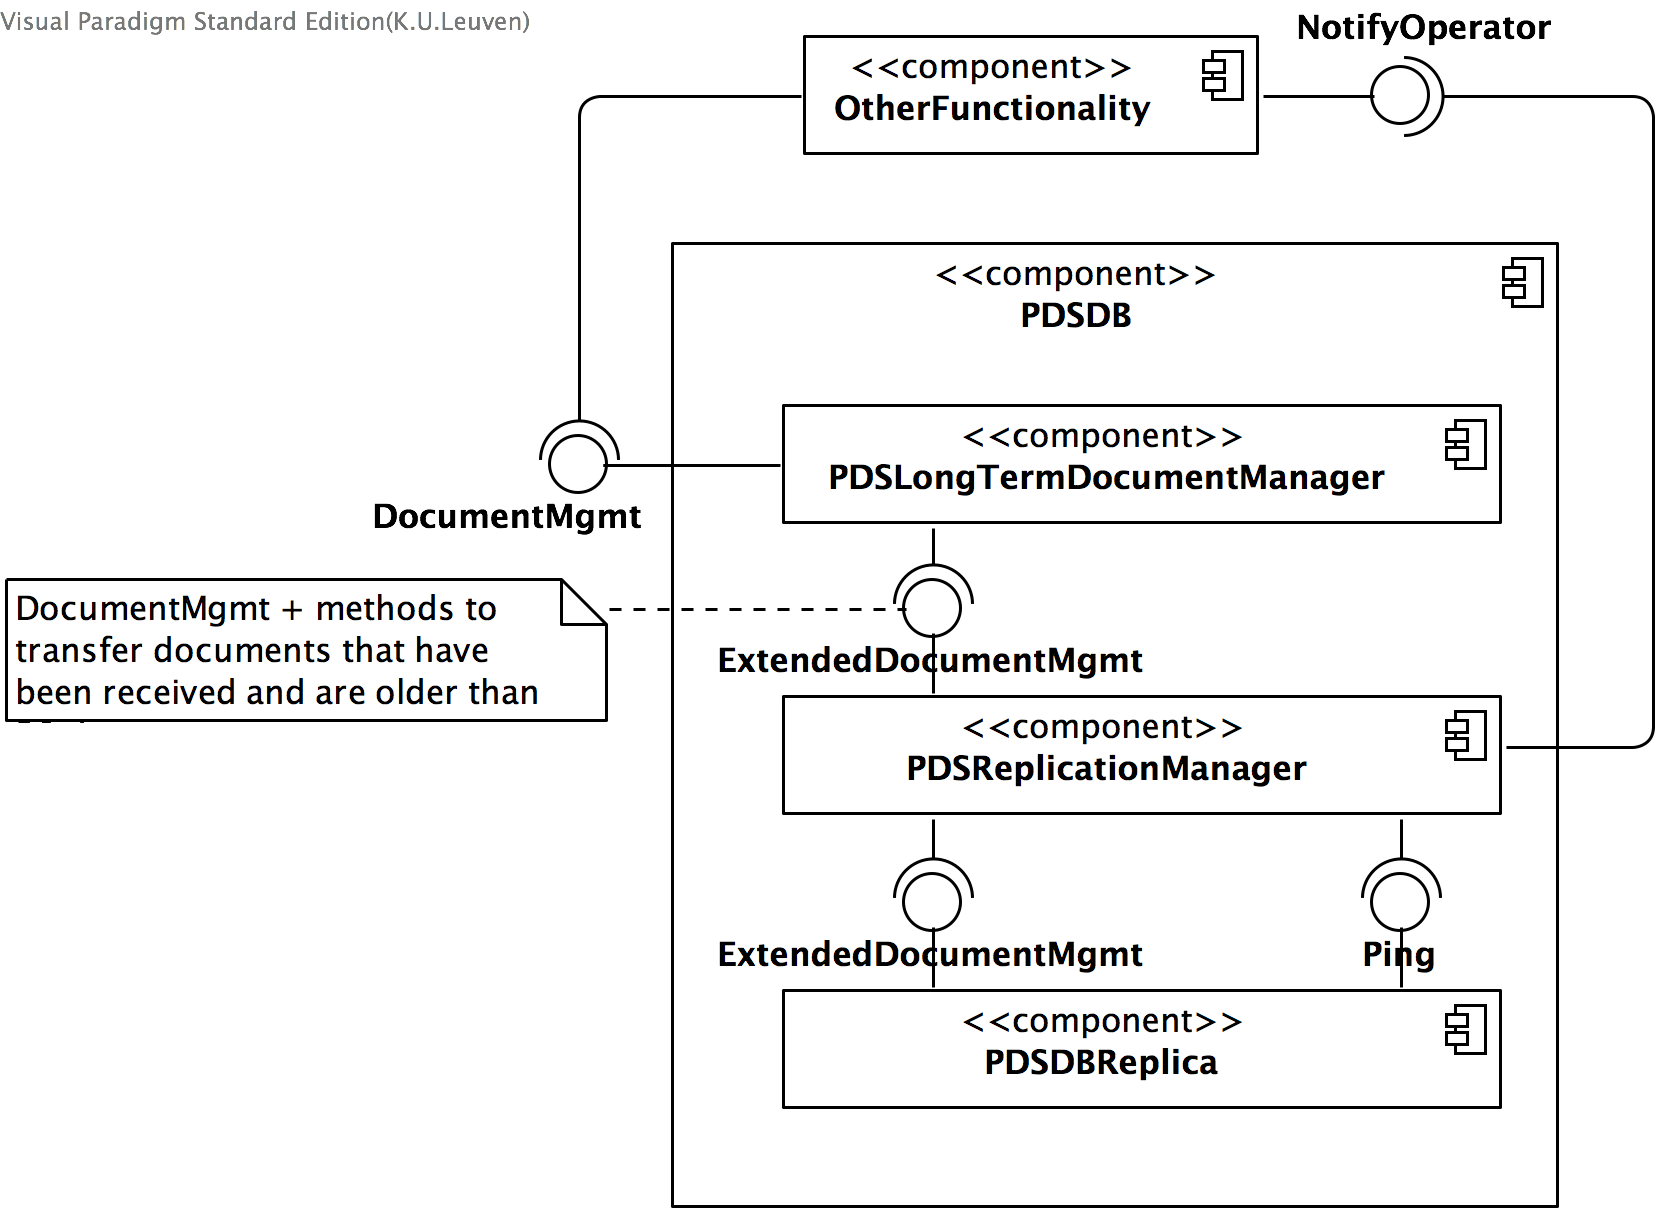 Visual Paradigm Standard Edition(K.U.Leuven)
NotifyOperator
<<component>>
OtherFunctionality
<<component>>
PDSDB
<<component>>
PDSLongTermDocumentManager
DocumentMgmt
DocumentMgmt + methods to
transfer documents that have
been received and are older than
ExtendedDocumentMgmt
<<component>>
PDSReplicationManager
ExtendedDocumentMgmt
Ping
<<component>>
PDSDBReplica